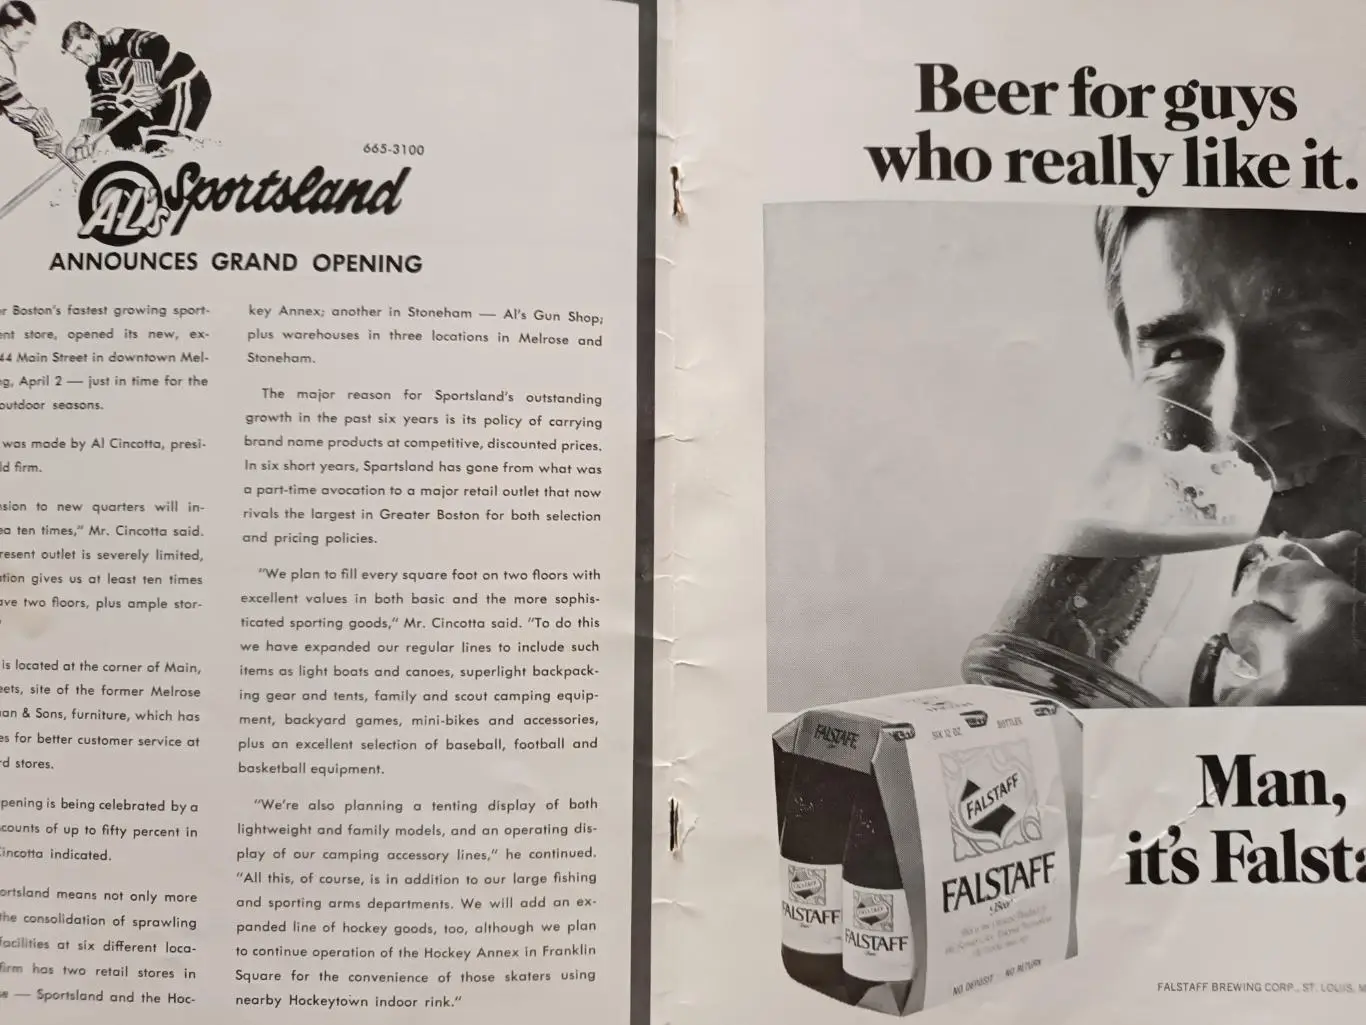 665-3100
AL's Sportsland
ANNOUNCES GRAND OPENING
Boston's fastest growing sport-
store, opened its new, ex-
44 Main Street in downtown Mel-
April 2 — just in time for the
outdoor seasons.
was made by Al Cincotta, presi-
firm.
to new quarters will in-
ten times," Mr. Cincotta said.
outlet is severely limited,
gives us at least ten times
two floors, plus ample stor-
"
is located at the corner of Main,
site of the former Melrose
& Sons, furniture, which has
for better customer service at
stores.
is being celebrated by a
of up to fifty percent in
Cincotta indicated.
means not only more
the consolidation of sprawling
facilities at six different loca-
firm has two retail stores in
— Sportsland and the Hoc-
key Annex; another in Stoneham — Al's Gun Shop;
plus warehouses in three locations in Melrose and
Stoneham.
The major reason for Sportsland's outstanding
growth in the past six years is its policy of carrying
brand name products at competitive, discounted prices.
In six short years, Spartsland has gone from what was
a part-time avocation to a major retail outlet that now
rivals the largest in Greater Boston for both selection
and pricing policies.
"We plan to fill every square foot on two floors with
excellent values in both basic and the more sophis-
ticated sporting goods," Mr. Cincotta said. "To do this
we have expanded our regular lines to include such
items as light boats and canoes, superlight backpack-
ing gear and tents, family and scout camping equip-
ment, backyard games, mini-bikes and accessories,
plus an excellent selection of baseball, football and
basketball equipment.
"We're also planning a tenting display of both
lightweight and family models, and an operating dis-
play of our camping accessory lines," he continued.
"All this, of course, is in addition to our large fishing
and sporting arms departments. We will add an ex-
panded line of hockey goods, too, although we plan
to continue operation of the Hockey Annex in Franklin
Square for the convenience of those skaters using
nearby Hockeytown indoor rink."
Beer for guys
who really like it.
FALSTAFF
SIX 12 OZ. BOTTLES
FALSTAFF
FALSTAFF
Beer
FALSTAFF
FALSTAFF
NO DEPOSIT - NO RETURN
Man,
it's Falsta
FALSTAFF BREWING CORP., ST. LOUIS, M